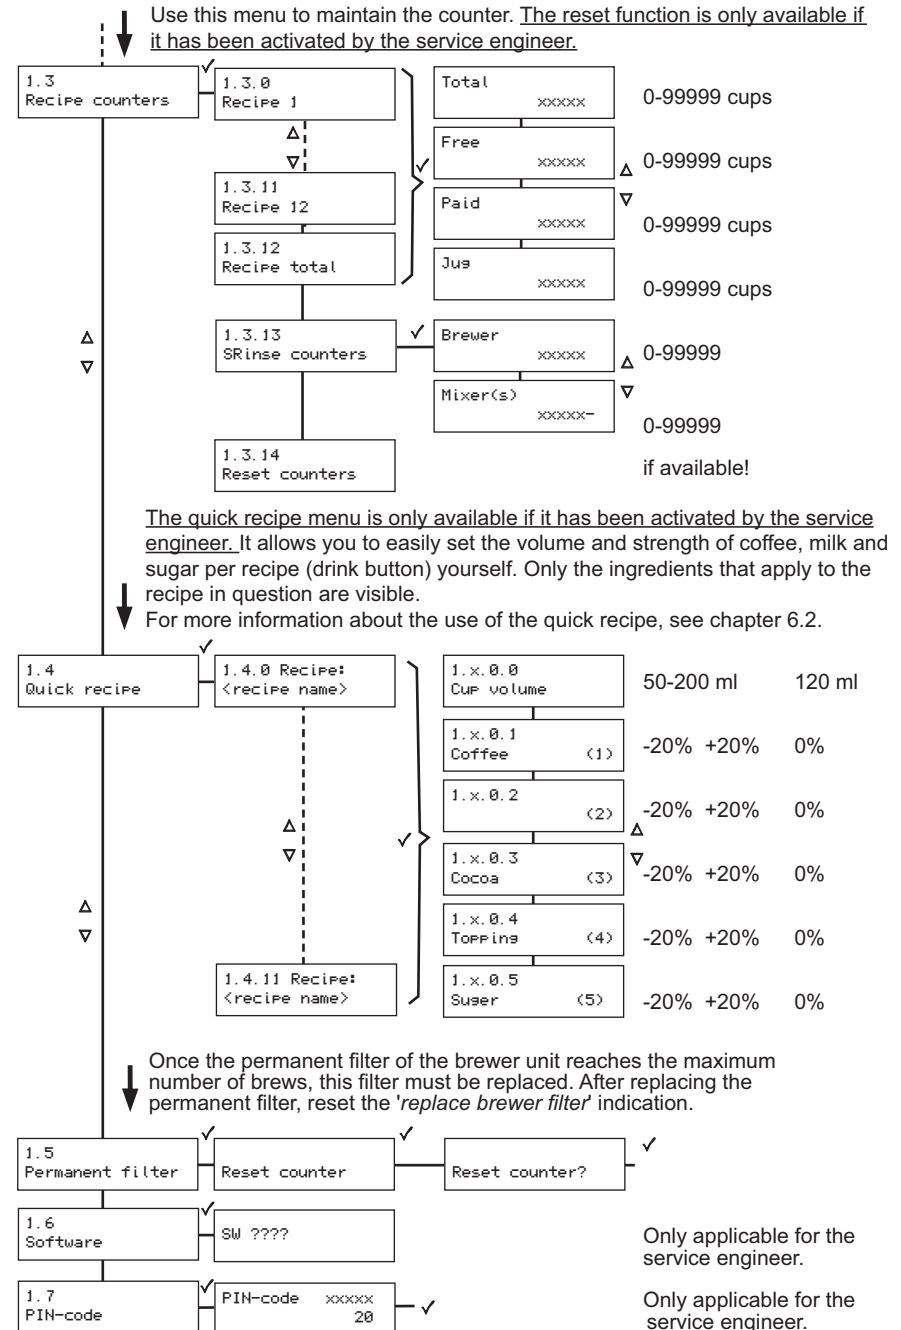 Use this menu to maintain the counter. The reset function is only available if
it has been activated by the service engineer.
1.3
Recipe counters
1.3.0
Recipe 1
1.3.11
Recipe 12
1.3.12
Recipe total
Total
xxxxx
0-99999 cups
Free
xxxxx
0-99999 cups
Paid
xxxxx
0-99999 cups
Jug
xxxxx
0-99999 cups
1.3.13
SRinse counters
Brewer
xxxxx
0-99999
Mixer(s)
xxxxx-
0-99999
1.3.14
Reset counters
if available!
The quick recipe menu is only available if it has been activated by the service
engineer. It allows you to easily set the volume and strength of coffee, milk and
sugar per recipe (drink button) yourself. Only the ingredients that apply to the
recipe in question are visible.
For more information about the use of the quick recipe, see chapter 6.2.
1.4
Quick recipe
1.4.0 Recipe:
<recipe name>
1.4.11 Recipe:
<recipe name>
1.x.0.0
Cup volume
50-200 ml 120 ml
1.x.0.1
Coffee (1)
-20% +20% 0%
1.x.0.2
(2)
-20% +20% 0%
1.x.0.3
Cocoa (3)
-20% +20% 0%
1.x.0.4
Topping (4)
-20% +20% 0%
1.x.0.5
Suger (5)
-20% +20% 0%
Once the permanent filter of the brewer unit reaches the maximum
number of brews, this filter must be replaced. After replacing the
permanent filter, reset the 'replace brewer filter' indication.
1.5
Permanent filter
Reset counter
Reset counter?
1.6
Software
SW ????
Only applicable for the
service engineer.
1.7
PIN-code
PIN-code xxxxx
20
Only applicable for the
service engineer.